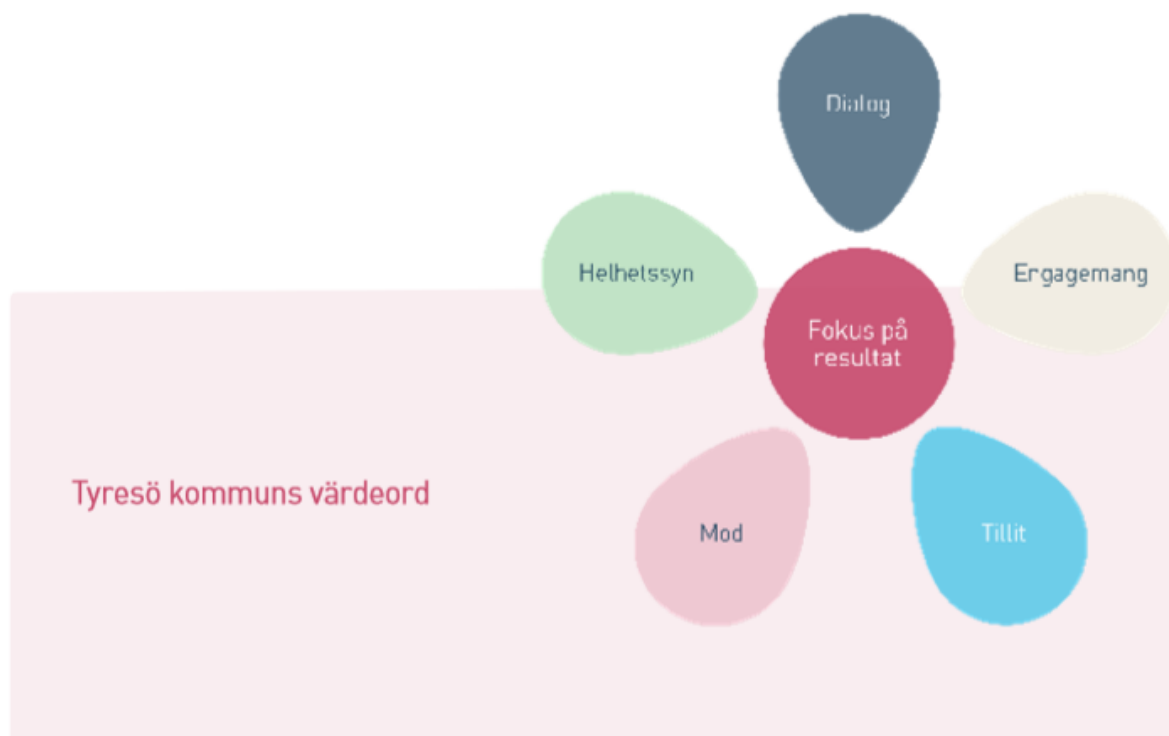 Dialog
Helhetssyn
Engagemang
Fokus på
resultat
Tyresö kommuns värdeord
Mod
Tillit